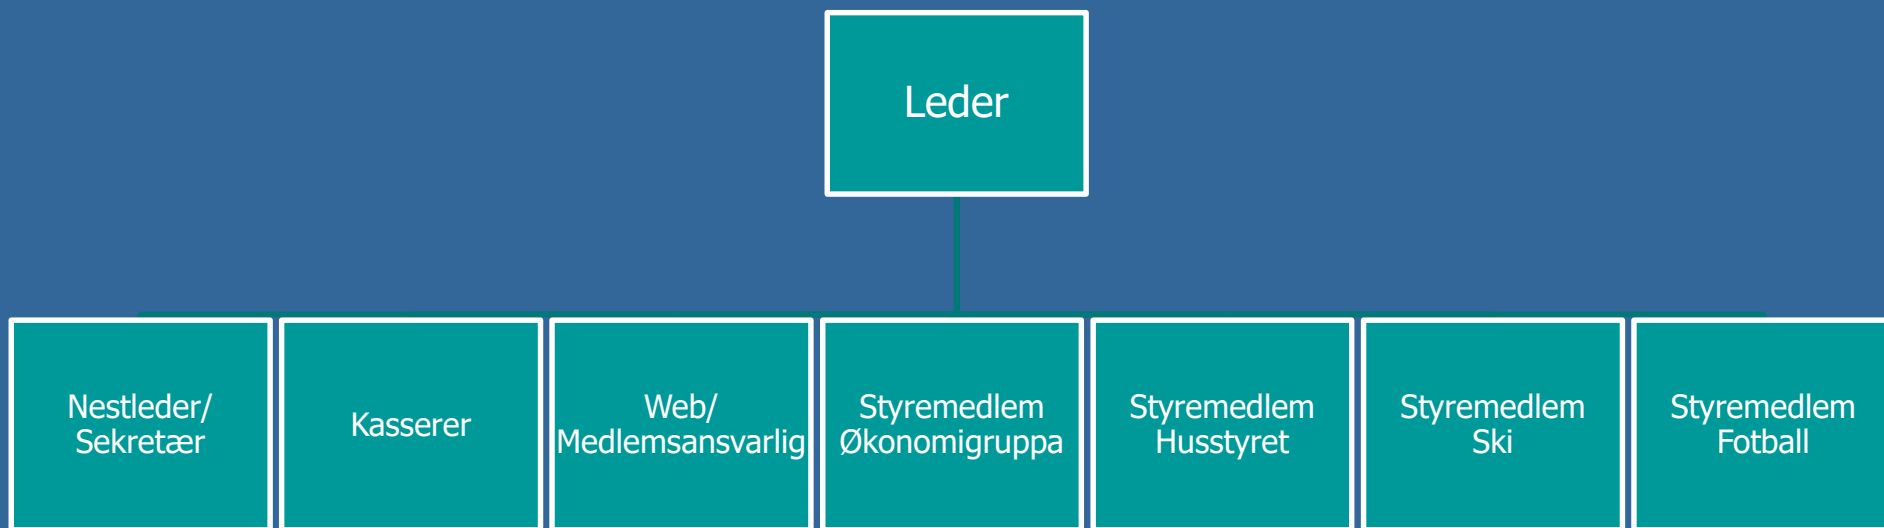 Leder
Nestleder/
Sekretær
Kasserer
Web/
Medlemsansvarlig
Styremedlem
Økonomigruppa
Styremedlem
Husstyret
Styremedlem
Ski
Styremedlem
Fotball